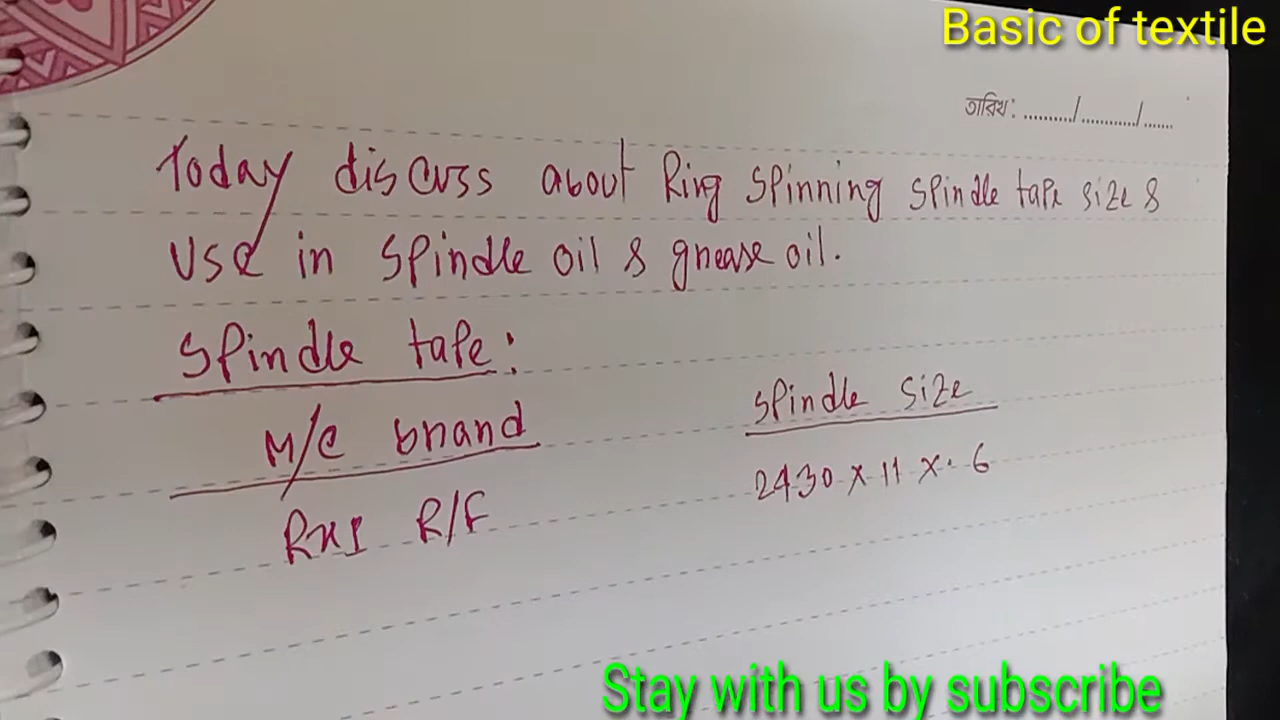 Basic of textile
তারিখ: ........../.........../......
Today discuss about Ring spinning spindle tape size &
use in spindle oil & grease oil.
Spindle tape:
M/C brand
Spindle size
RXI R/F
2430 x 11 x .6
Stay with us by subscribe